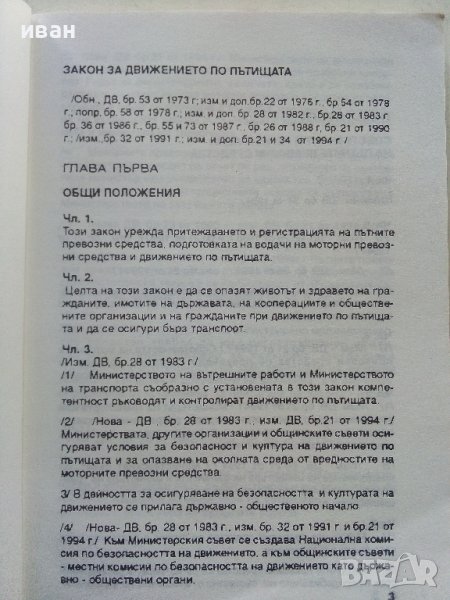 иван
ЗАКОН ЗА ДВИЖЕНИЕТО ПО ПЪТИЩАТА
/Обн., ДВ, бр. 53 от 1973 г; изм и доп.бр.22 от 1976 г., бр 54 от 1978
г., попр, бр. 58 от 1978 г.; изм, и доп. бр. 28 от 1982 г., бр.28 от 1983 г.
бр. 36 от 1986 г., бр. 55 и 73 от 1987 г., бр. 26 от 1988 г, бр. 21 от 1990
г.; /изм., бр. 32 от 1991 г.; изм. и доп. бр.21 и 34 от 1994 г /
ГЛАВА ПЪРВА
ОБЩИ ПОЛОЖЕНИЯ
Чл. 1.
Този закон урежда притежаването и регистрацията на пътните
превозни средства, подготовката на водачи на моторни превоз-
ни средства и движението по пътищата.
Чл. 2.
Целта на този закон е да се опазят животът и здравето на гра-
жданите, имотите на държавата, на кооперациите и обществе-
ните организации и на гражданите при движението по пътища-
та и да се осигури бърз транспорт.
Чл. 3.
/Изм. ДВ, бр.28 от 1983 г /
/1/ Министерството на вътрешните работи и Министерството
на транспорта съобразно с установената в този закон компе-
тентност ръководят и контролират движението по пътищата.
/2/ /Нова - ДВ , бр. 28 от 1983 г.; изм. ДВ, бр.21 от 1994 г./
Министерствата, другите организации и общинските съвети оси-
гуряват условия за безопасност и култура на движението по
пътищата и за опазване на околната среда от вредностите на
моторните превозни средства.
3/ В дейността за осигуряване на безопасността и културата на
движението се прилага държавно - общественото начало
/4/ /Нова- ДВ, бр. 28 от 1983 г., изм. бр. 32 от 1991 г и бр.21 от
1994 г./ Към Министерския съвет се създава Национална коми-
сия по безопасността на движението, а към общинските съвети -
- местни комисии по безопасността на движението като държа-
вно - обществени органи.
3
БАЗАР